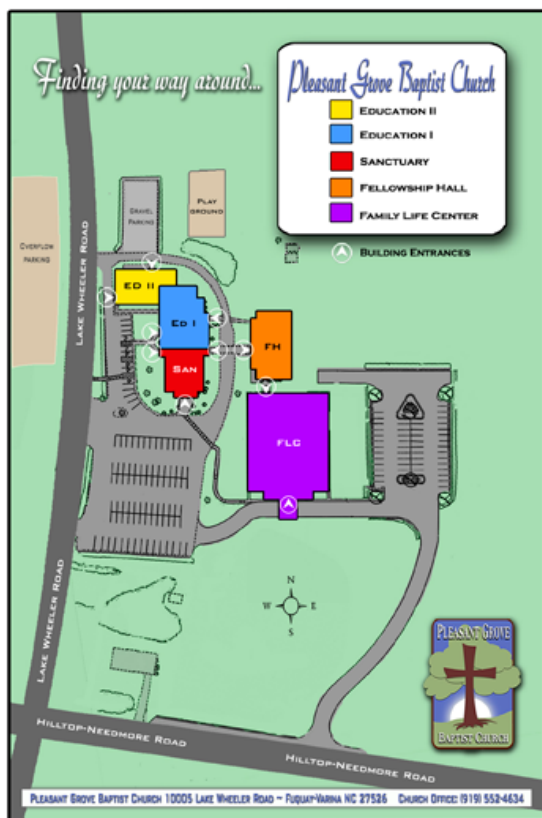 Finding your way around...
Pleasant Grove Baptist Church
EDUCATION II
EDUCATION I
SANCTUARY
FELLOWSHIP HALL
FAMILY LIFE CENTER
BUILDING ENTRANCES
LAKE WHEELER ROAD
OVERFLOW
PARKING
GRAVEL
PARKING
PLAY
GROUND
ED II
ED I
SAN
FH
FLC
N
W E
S
LAKE WHEELER ROAD
PLEASANT GROVE
BAPTIST CHURCH
HILLTOP-NEEDMORE ROAD
HILLTOP-NEEDMORE ROAD
PLEASANT GROVE BAPTIST CHURCH 10005 LAKE WHEELER ROAD ~ FUQUAY-VARINA NC 27526 CHURCH OFFICE: (919) 552-4634